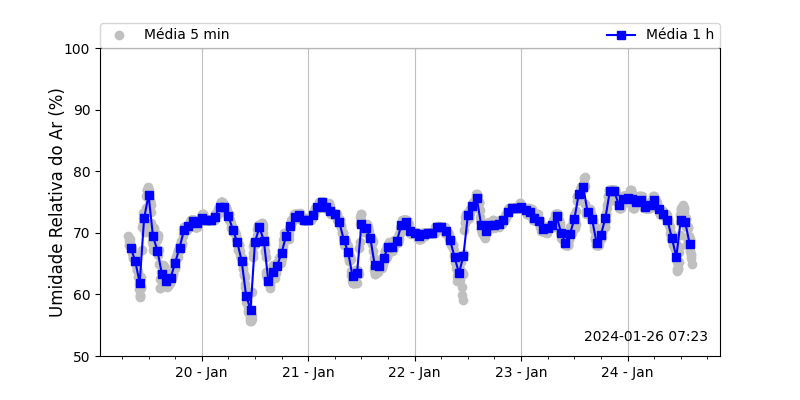 Média 5 min
Média 1 h
Umidade Relativa do Ar (%)
100
90
80
70
60
50
2024-01-26 07:23
20 - Jan
21 - Jan
22 - Jan
23 - Jan
24 - Jan